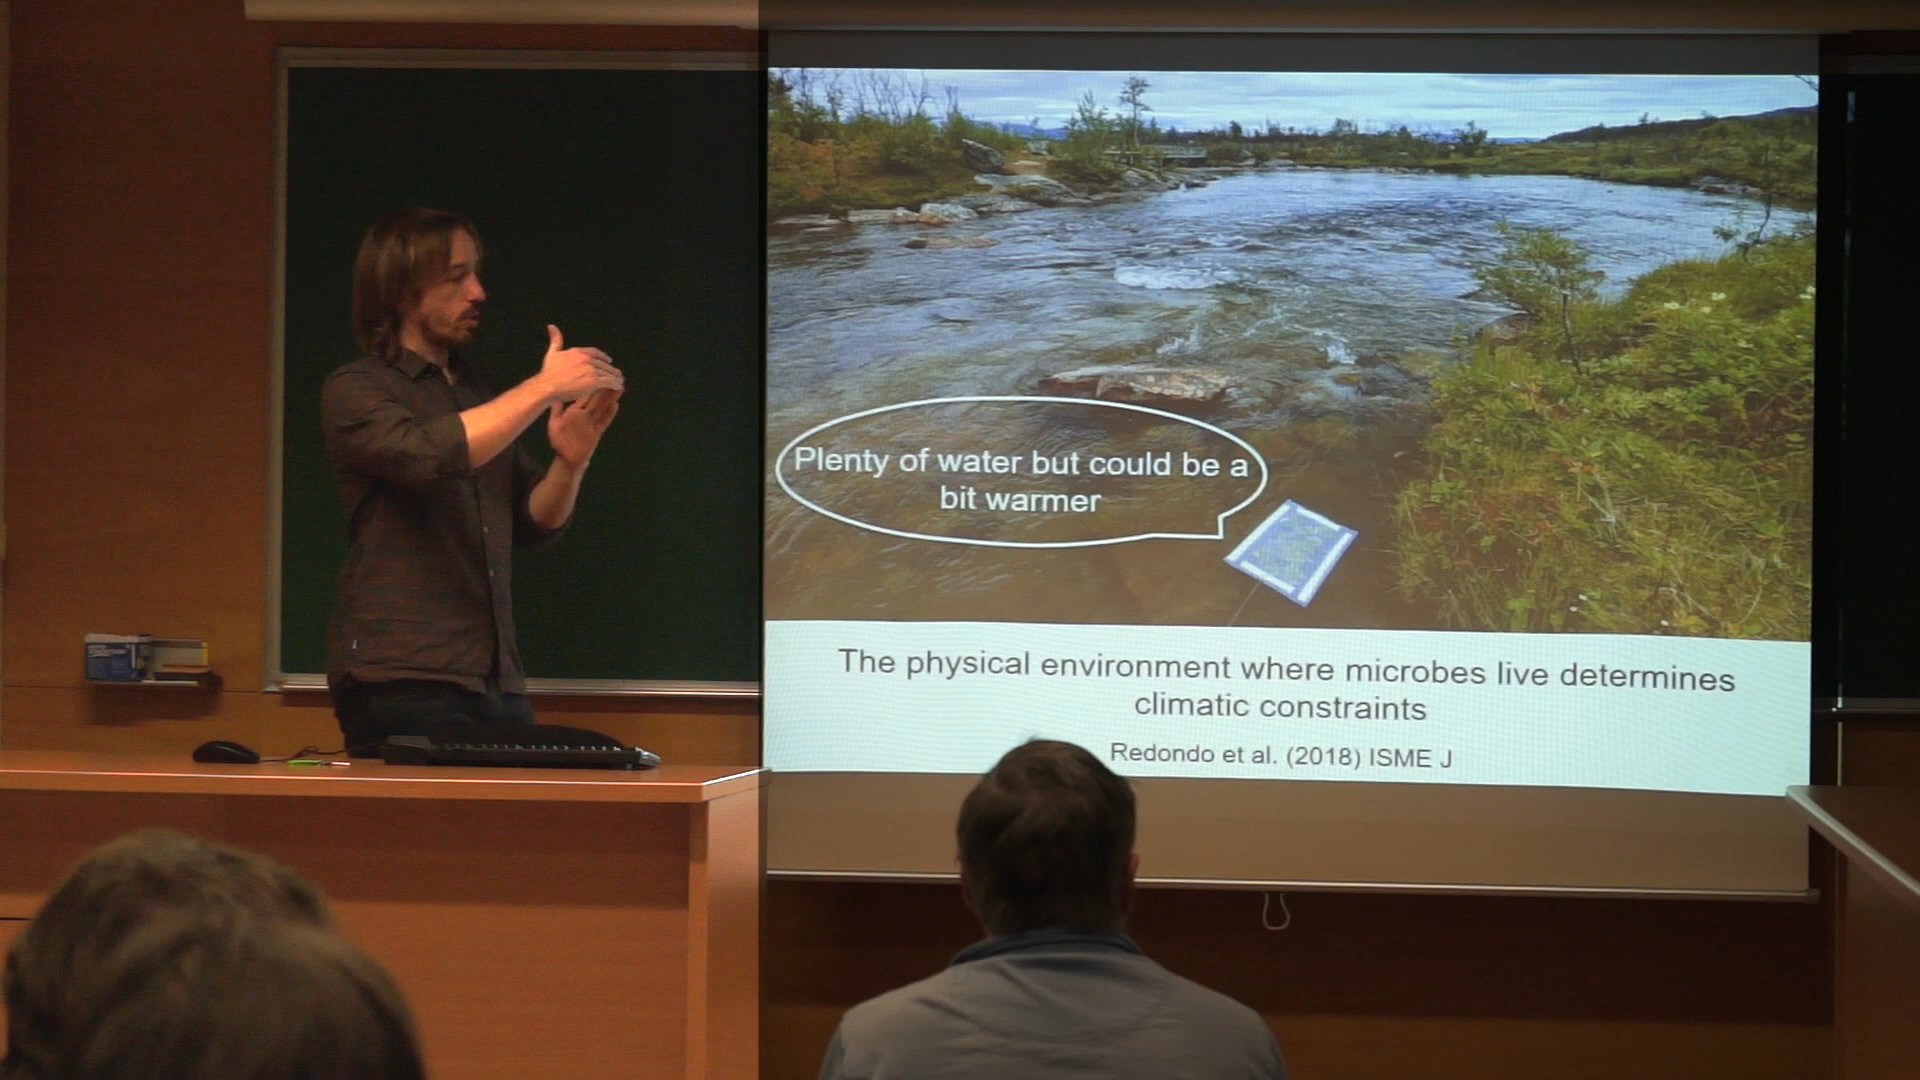 Plenty of water but could be a
bit warmer
The physical environment where microbes live determines
climatic constraints
Redondo et al. (2018) ISME J